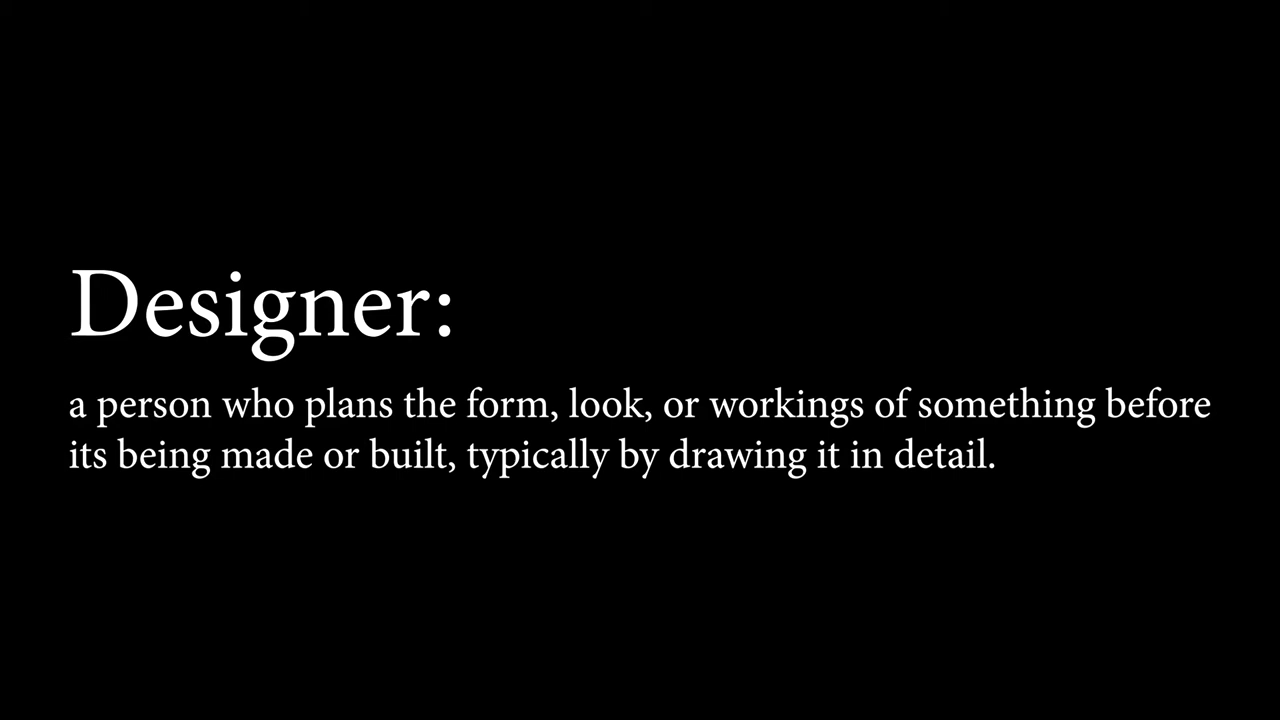 Designer:
a person who plans the form, look, or workings of something before
its being made or built, typically by drawing it in detail.